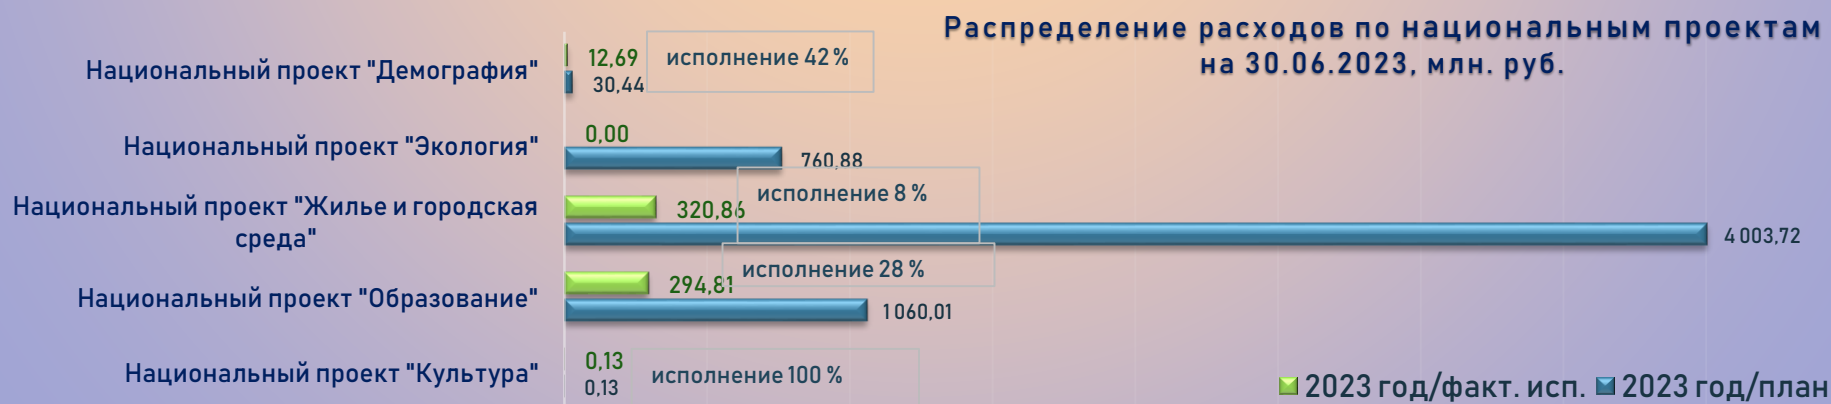 Распределение расходов по национальным проектам
на 30.06.2023, млн. руб.
Национальный проект "Демография"
12,69
30,44
исполнение 42 %
Национальный проект "Экология"
0,00
760,88
Национальный проект "Жилье и городская
среда"
320,86
4 003,72
исполнение 8 %
Национальный проект "Образование"
294,81
1 060,01
исполнение 28 %
Национальный проект "Культура"
0,13
0,13
исполнение 100 %
2023 год/факт. исп.
2023 год/план